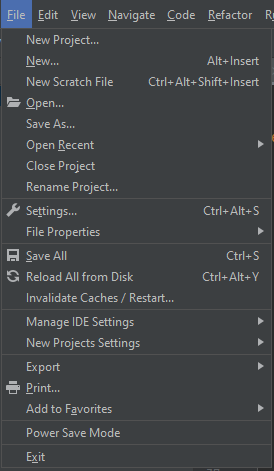 File Edit View Navigate Code Refactor
New Project...
New... Alt+Insert
New Scratch File Ctrl+Alt+Shift+Insert
Open...
Save As...
Open Recent
Close Project
Rename Project...
Settings... Ctrl+Alt+S
File Properties
Save All Ctrl+S
Reload All from Disk Ctrl+Alt+Y
Invalidate Caches / Restart...
Manage IDE Settings
New Projects Settings
Export
Print...
Add to Favorites
Power Save Mode
Exit